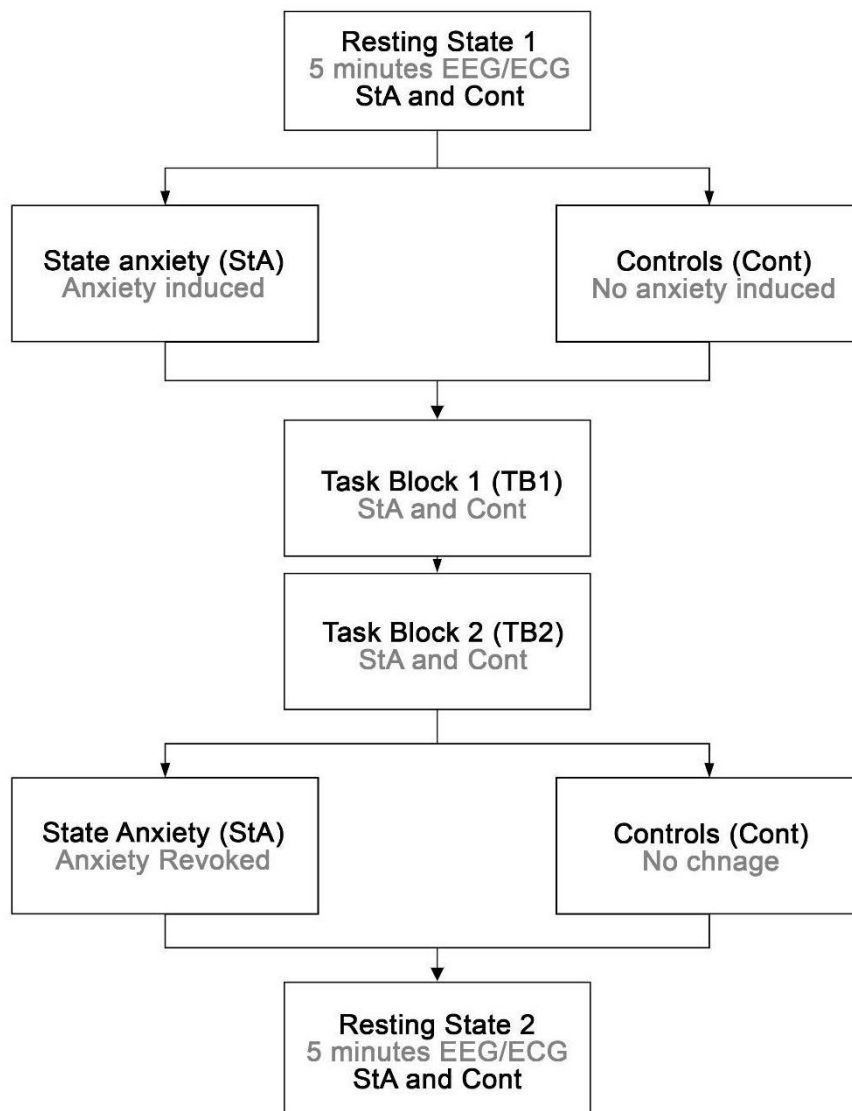 Resting State 1
5 minutes EEG/ECG
StA and Cont
State anxiety (StA)
Anxiety induced
Controls (Cont)
No anxiety induced
Task Block 1 (TB1)
StA and Cont
Task Block 2 (TB2)
StA and Cont
State Anxiety (StA)
Anxiety Revoked
Controls (Cont)
No chnage
Resting State 2
5 minutes EEG/ECG
StA and Cont